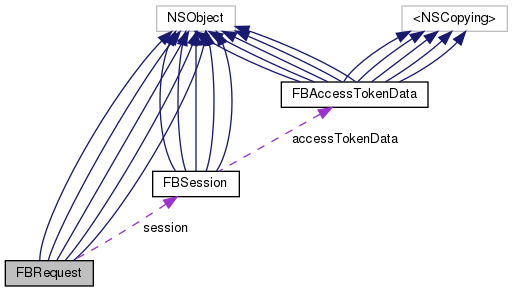 NSObject
<NSCopying>
FBAccessTokenData
accessTokenData
FBSession
session
FBRequest